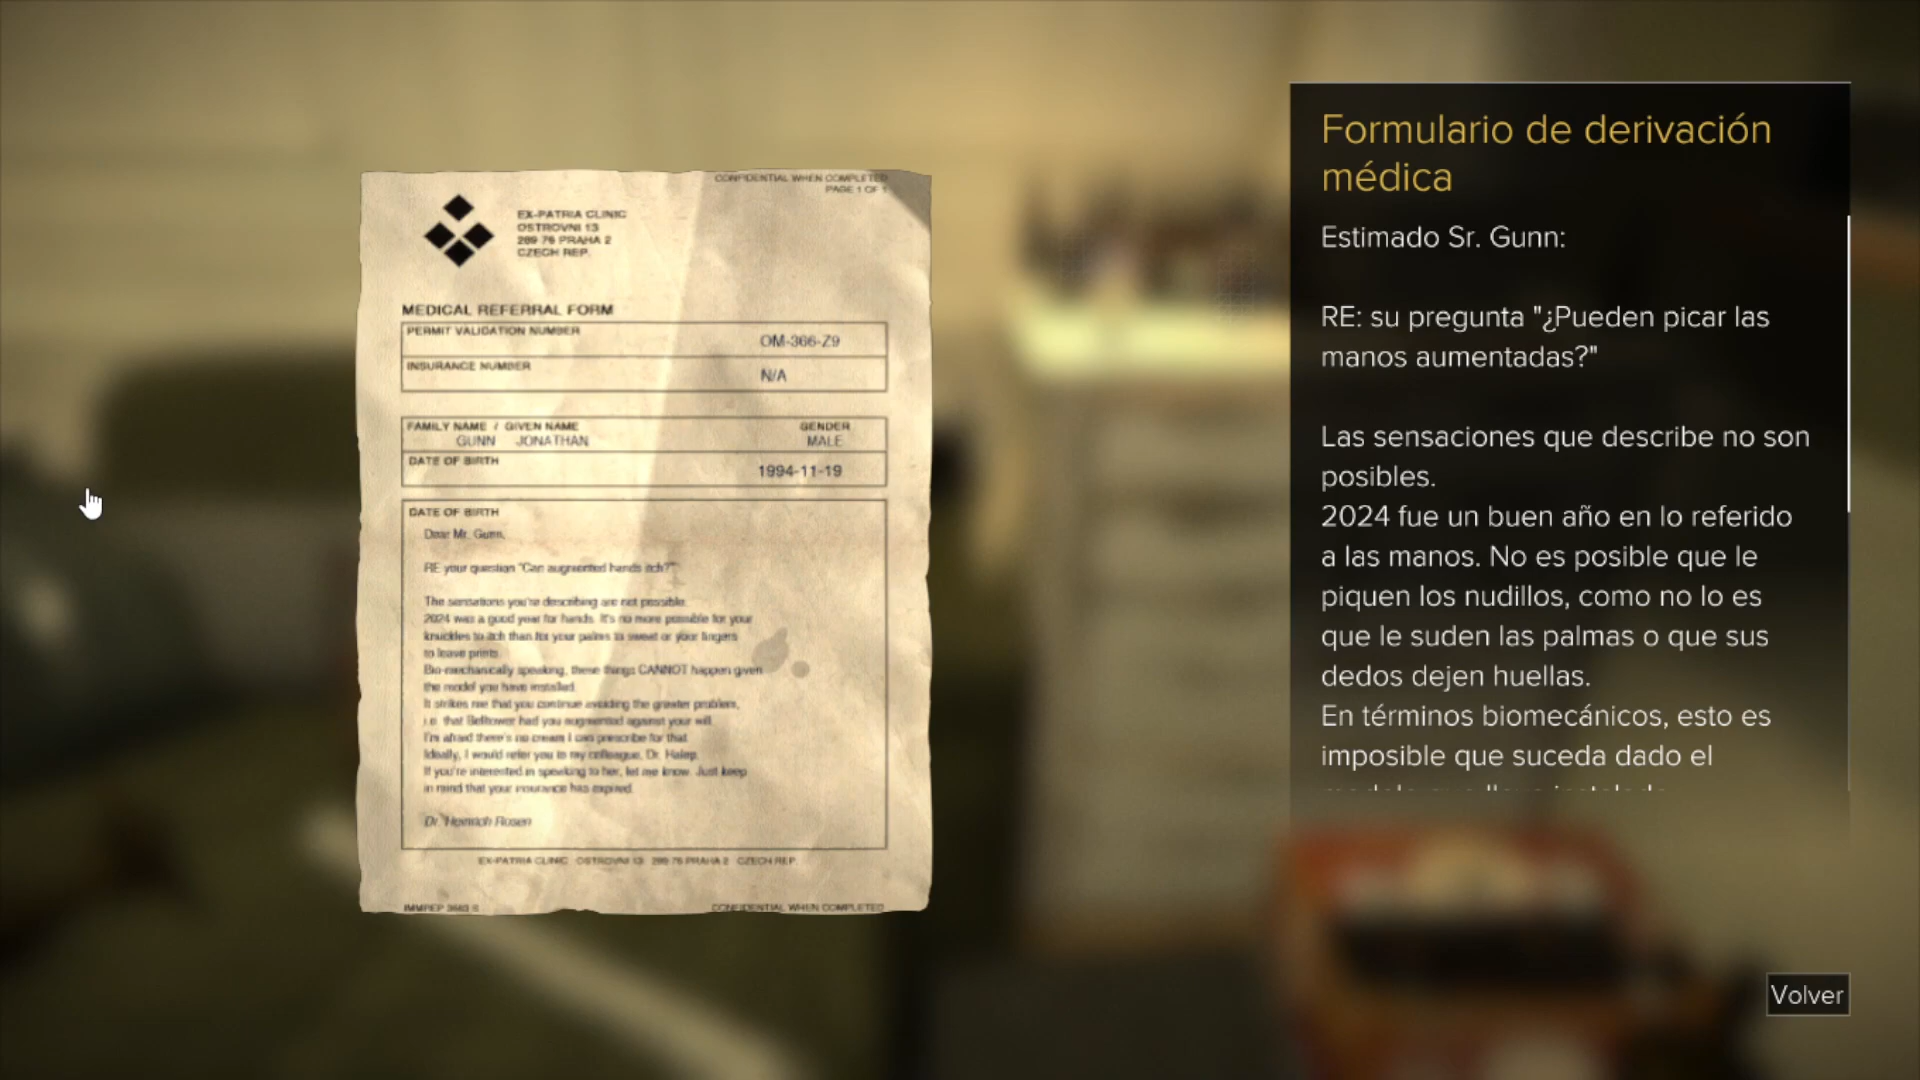 CONFIDENTIAL WHEN COMPLETED
PAGE 1 OF 1
EX-PATRIA CLINIC
OSTROVNI 13
289 76 PRAHA 2
CZECH REP.
MEDICAL REFERRAL FORM
PERMIT VALIDATION NUMBER
OM-366-Z9
INSURANCE NUMBER
N/A
FAMILY NAME / GIVEN NAME GENDER
GUNN JONATHAN MALE
DATE OF BIRTH
1994-11-19
DATE OF BIRTH
Dear Mr. Gunn,
RE your question "Can augmented hands itch?"
The sensations you're describing are not possible.
2024 was a good year for hands. It's no more possible for your
knuckles to itch than for your palms to sweat or your fingers
to leave prints.
Bio-mechanically speaking, these things CANNOT happen given
the model you have installed.
It strikes me that you continue avoiding the greater problem,
i.e. that Belltower had you augmented against your will.
I'm afraid there's no cream I can prescribe for that.
Ideally, I would refer you to my colleague, Dr. Halep.
If you're interested in speaking to her, let me know. Just keep
in mind that your insurance has expired.
Dr. Heinrich Rosen
EX-PATRIA CLINIC OSTROVNI 13 289 76 PRAHA 2 CZECH REP.
CONFIDENTIAL WHEN COMPLETED
Formulario de derivación
médica
Estimado Sr. Gunn:
RE: su pregunta "¿Pueden picar las
manos aumentadas?"
Las sensaciones que describe no son
posibles.
2024 fue un buen año en lo referido
a las manos. No es posible que le
piquen los nudillos, como no lo es
que le suden las palmas o que sus
dedos dejen huellas.
En términos biomecánicos, esto es
imposible que suceda dado el
Volver